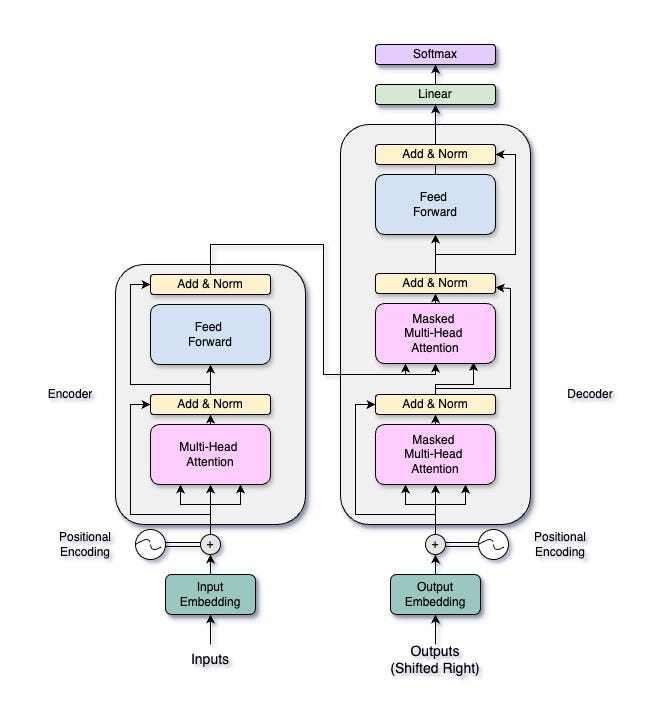 Softmax
Linear
Add & Norm
Feed
Forward
Add & Norm
Masked
Multi-Head
Attention
Add & Norm
Masked
Multi-Head
Attention
Decoder
Add & Norm
Feed
Forward
Add & Norm
Multi-Head
Attention
Encoder
Positional
Encoding
+
Input
Embedding
Inputs
+
Positional
Encoding
Output
Embedding
Outputs
(Shifted Right)